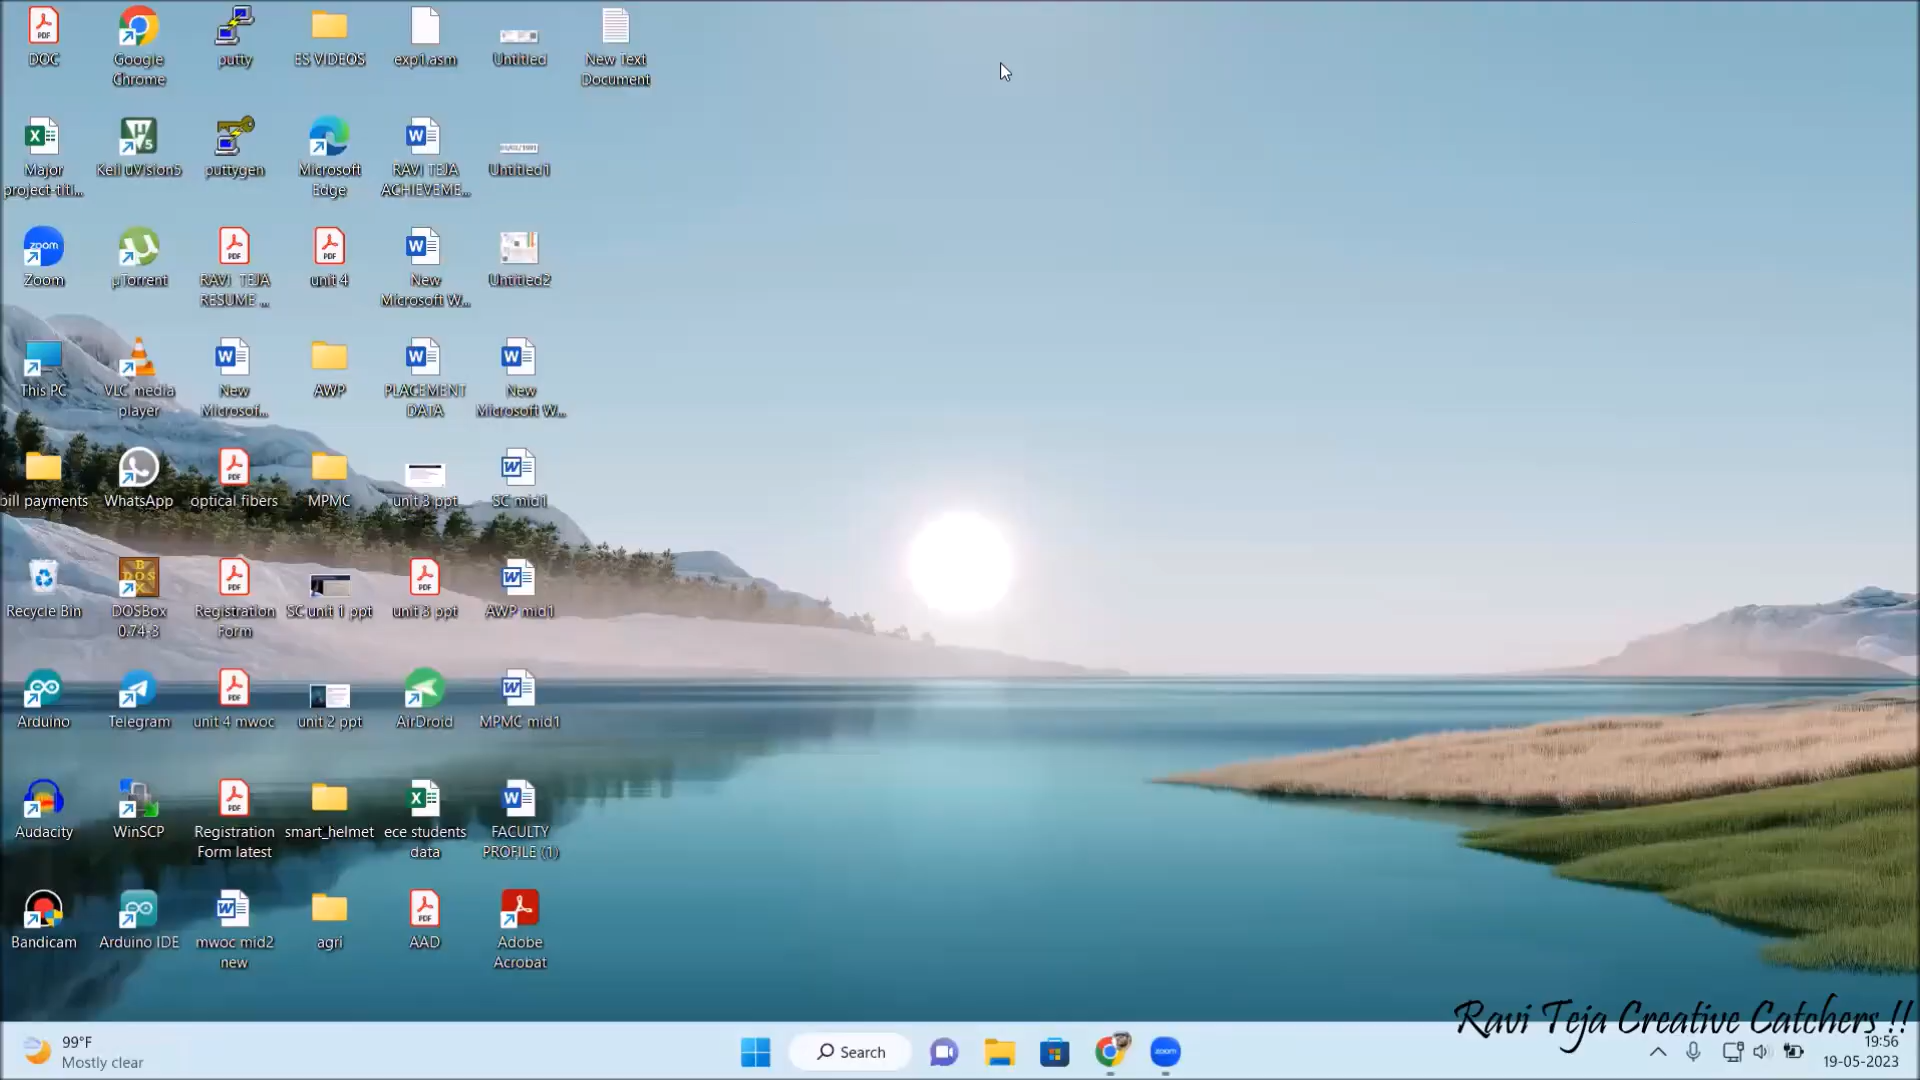 DOC
Google
Chrome
putty
ES VIDEOS
exp1.asm
Untitled
New Text
Document
Major
project-titl...
Keil uVision5
puttygen
Microsoft
Edge
RAVI TEJA
ACHIEVEME...
Untitled1
Zoom
µTorrent
RAVI TEJA
RESUME ...
unit 4
New
Microsoft W...
Untitled2
This PC
VLC media
player
New
Microsof...
AWP
PLACEMENT
DATA
New
Microsoft W...
bill payments
WhatsApp
optical fibers
MPMC
unit 3 ppt
SC mid1
Recycle Bin
DOSBox
0.74-3
Registration
Form
SC unit 1 ppt
unit 3 ppt
AWP mid1
Arduino
Telegram
unit 4 mwoc
unit 2 ppt
AirDroid
MPMC mid1
Audacity
WinSCP
Registration
Form latest
smart_helmet
ece students
data
FACULTY
PROFILE (1)
Bandicam
Arduino IDE
mwoc mid2
new
agri
AAD
Adobe
Acrobat
Ravi Teja Creative Catchers !!
99°F
Mostly clear
Search
zoom
19:56
19-05-2023